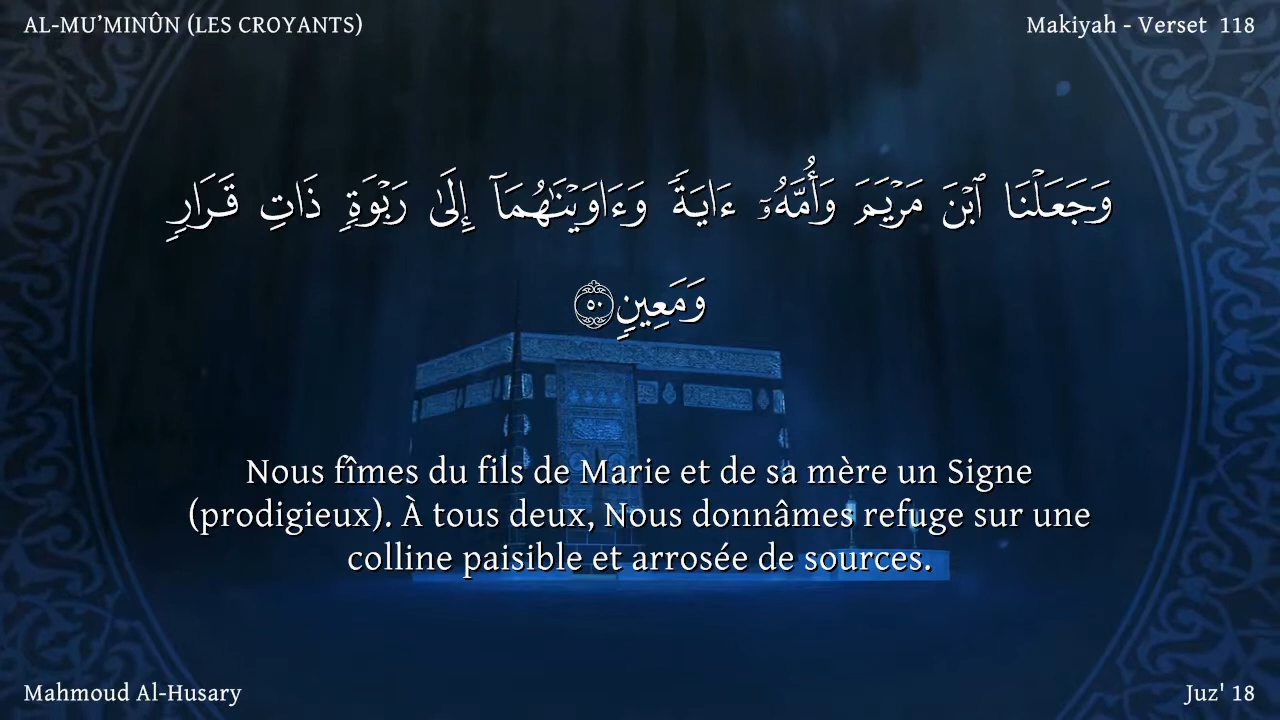 AL-MU’MINÛN (LES CROYANTS)
Makiyah - Verset 118
وَجَعَلْنَا ٱبْنَ مَرْيَمَ وَأُمَّهُۥٓ ءَايَةً وَءَاوَيْنَٰهُمَآ إِلَىٰ رَبْوَةٍ ذَاتِ قَرَارٍ
وَمَعِينٍ ٥٠
Nous fîmes du fils de Marie et de sa mère un Signe
(prodigieux). À tous deux, Nous donnâmes refuge sur une
colline paisible et arrosée de sources.
Mahmoud Al-Husary
Juz' 18